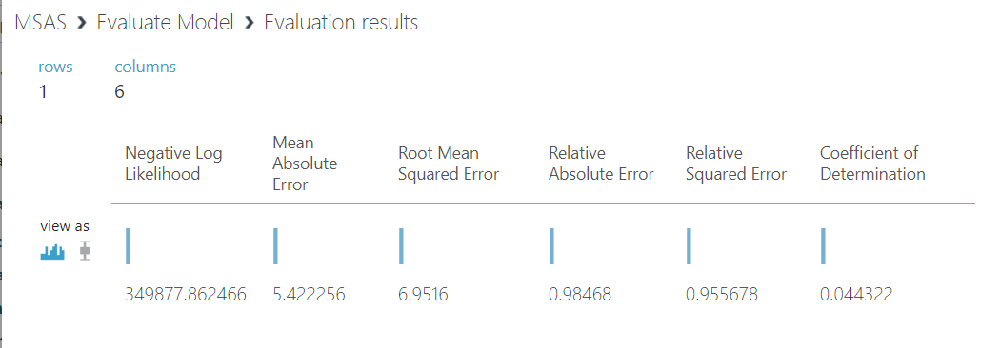 MSAS > Evaluate Model > Evaluation results
rows columns
1 6
Negative Log Likelihood
Mean Absolute Error
Root Mean Squared Error
Relative Absolute Error
Relative Squared Error
Coefficient of Determination
view as
349877.862466 5.422256 6.9516 0.98468 0.955678 0.044322